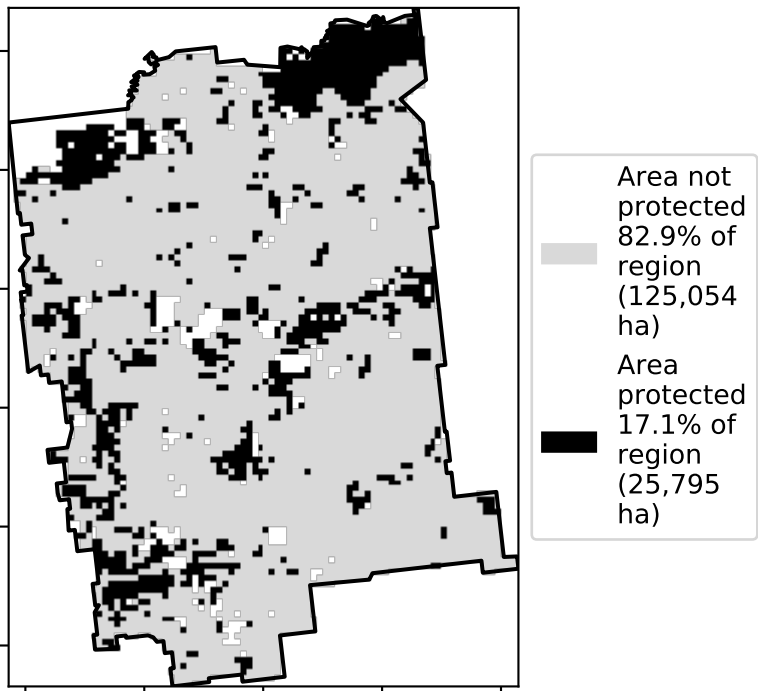 Area not
protected
82.9% of
region
(125,054
ha)
Area
protected
17.1% of
region
(25,795
ha)